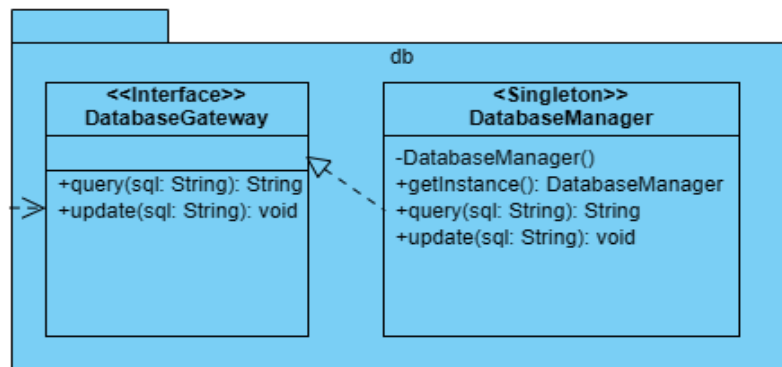 db
<<Interface>>
DatabaseGateway
+query(sql: String): String
+update(sql: String): void
<Singleton>>
DatabaseManager
-DatabaseManager()
+getInstance(): DatabaseManager
+query(sql: String): String
+update(sql: String): void